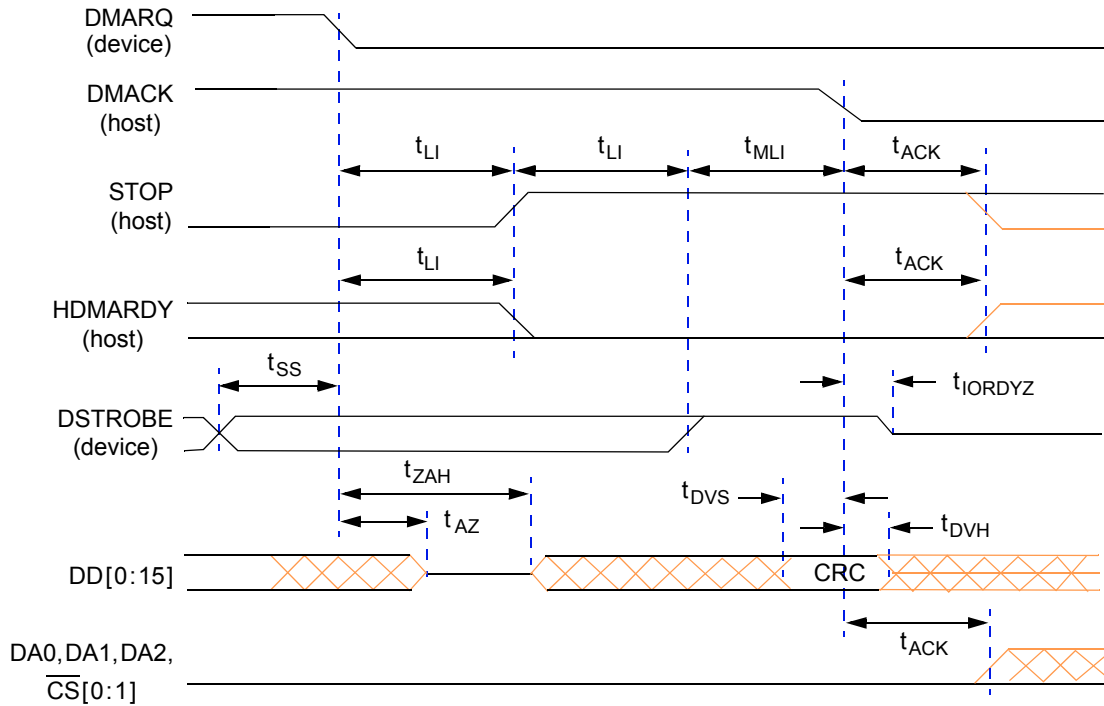 DMARQ
(device)
DMACK
(host)
tLI
tLI
tMLI
tACK
STOP
(host)
tLI
tACK
HDMARDY
(host)
tSS
tIORDYZ
DSTROBE
(device)
tZAH
tDVS
tAZ
tDVH
DD[0:15]
CRC
tACK
DA0,DA1,DA2,
C̅S̅[0:1]